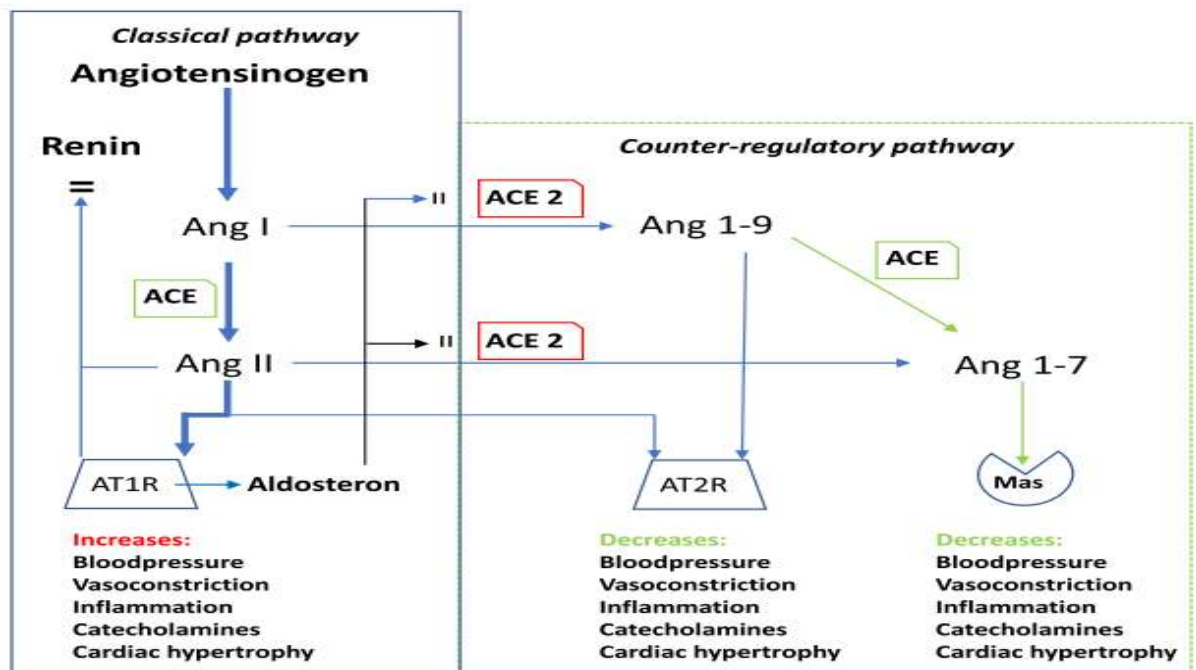 Classical pathway
Angiotensinogen
Renin
=
Counter-regulatory pathway
Ang I
II
ACE 2
Ang 1-9
ACE
ACE
Ang II
II
ACE 2
Ang 1-7
AT1R
Aldosteron
AT2R
Mas
Increases:
Bloodpressure
Vasoconstriction
Inflammation
Catecholamines
Cardiac hypertrophy
Decreases:
Bloodpressure
Vasoconstriction
Inflammation
Catecholamines
Cardiac hypertrophy
Decreases:
Bloodpressure
Vasoconstriction
Inflammation
Catecholamines
Cardiac hypertrophy